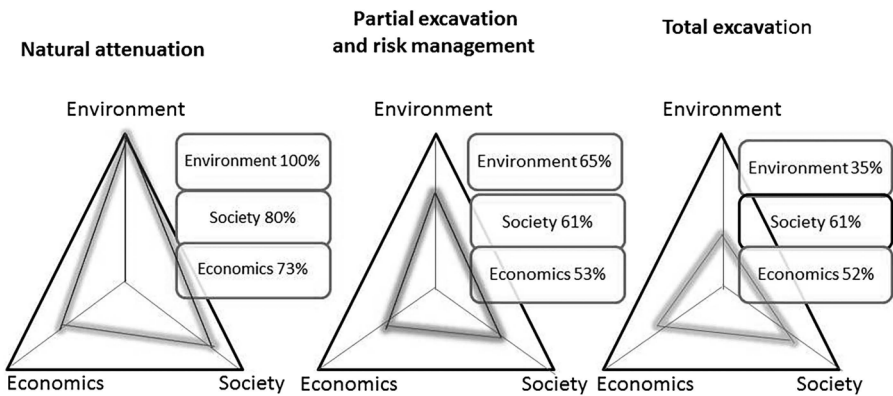 Natural attenuation
Environment
Environment 100%
Society 80%
Economics 73%
Economics
Society
Partial excavation
and risk management
Environment
Environment 65%
Society 61%
Economics 53%
Economics
Society
Total excavation
Environment
Environment 35%
Society 61%
Economics 52%
Economics
Society